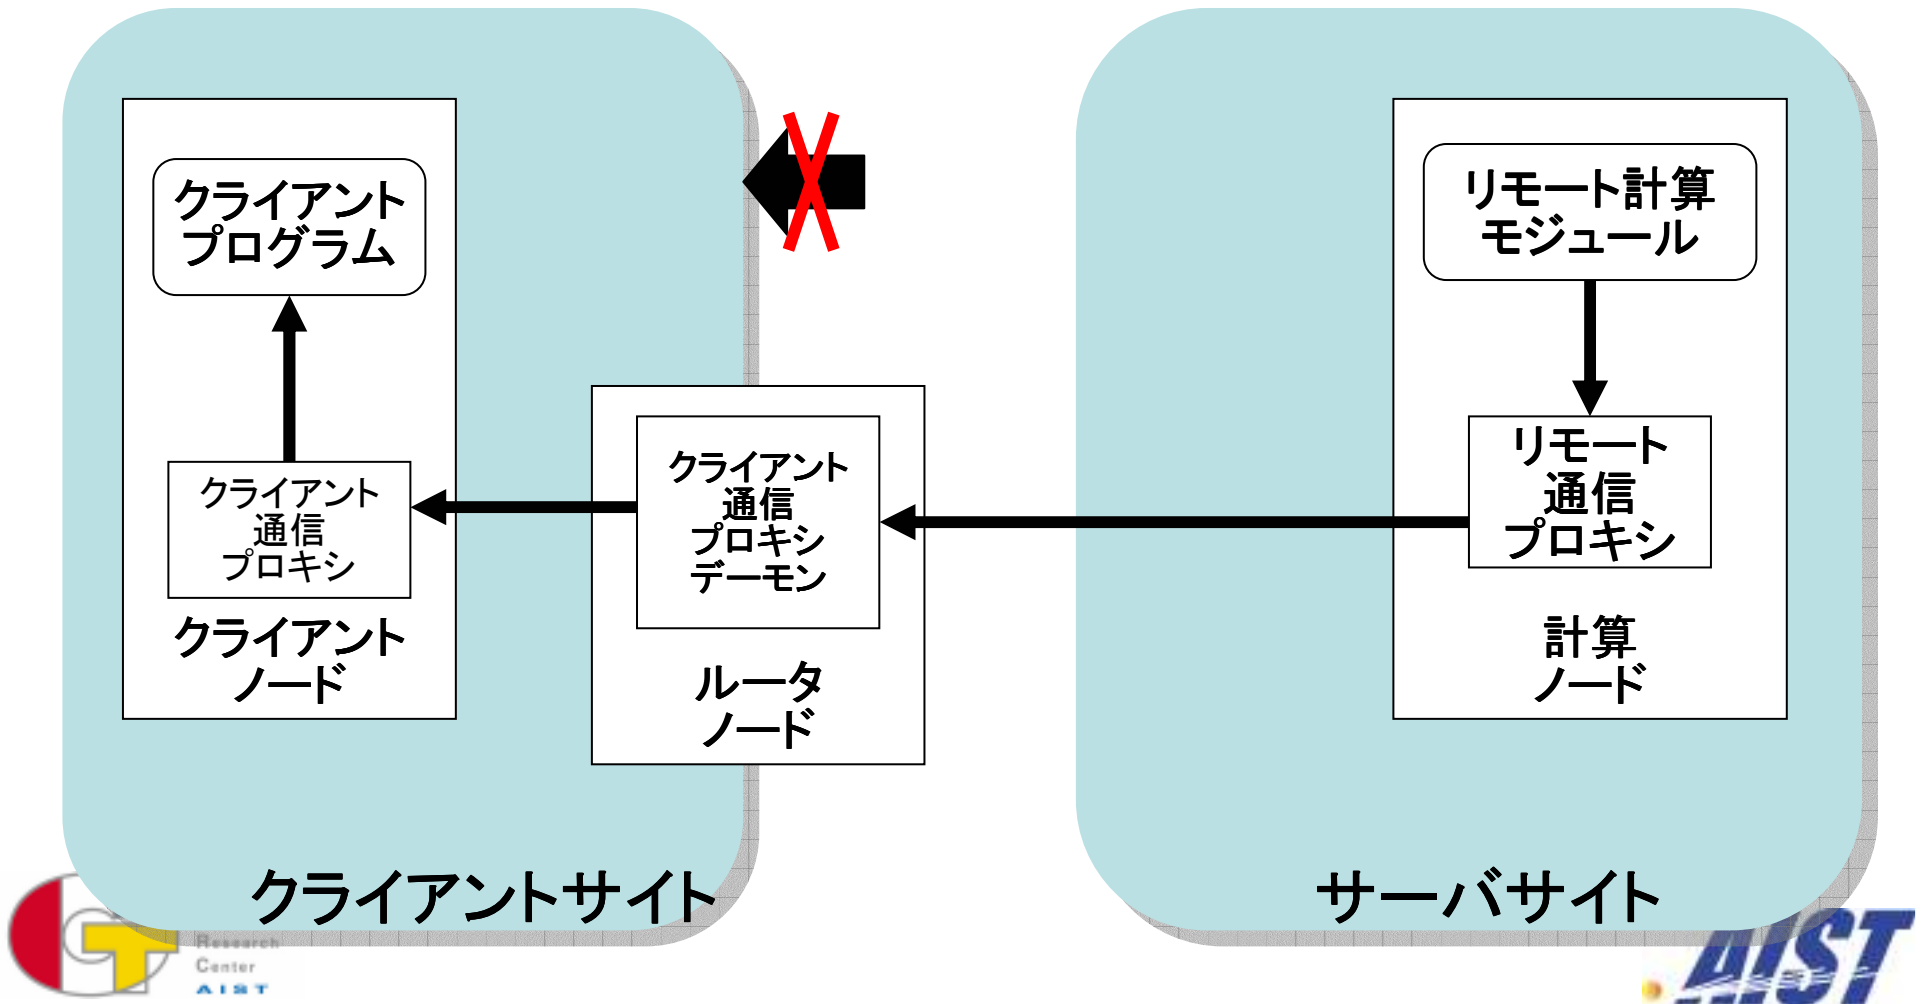 クライアント
プログラム
クライアント
通信
プロキシ
クライアント
ノード
クライアント
通信
プロキシ
デーモン
ルータ
ノード
リモート計算
モジュール
リモート
通信
プロキシ
計算
ノード
クライアントサイト
サーバサイト
Research
Center
AIST
AIST